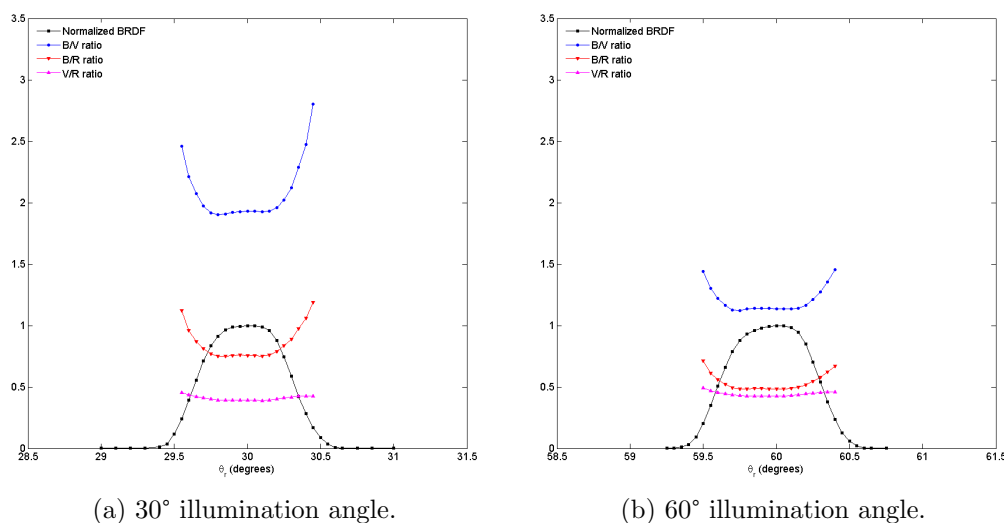 3.5
3
2.5
2
1.5
1
0.5
0
Normalized BRDF
B/V ratio
B/R ratio
V/R ratio
28.5 29 29.5 30 30.5 31 31.5
θr (degrees)
(a) 30° illumination angle.
3.5
3
2.5
2
1.5
1
0.5
0
Normalized BRDF
B/V ratio
B/R ratio
V/R ratio
58.5 59 59.5 60 60.5 61 61.5
θr (degrees)
(b) 60° illumination angle.